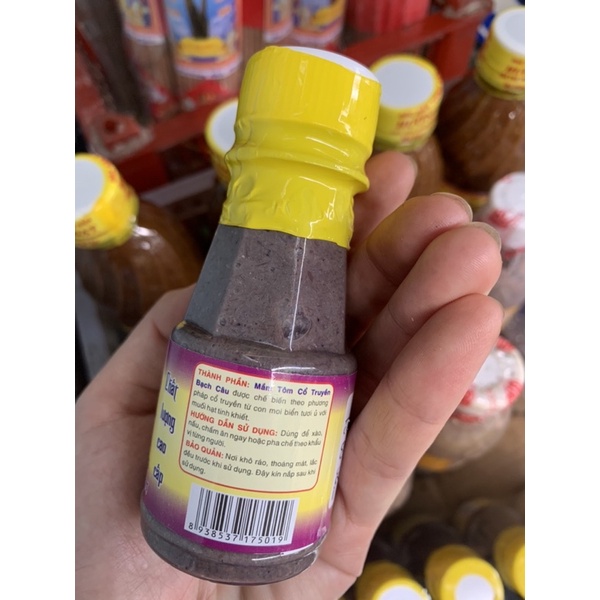 Chất
lượng
cao
cấp
THÀNH PHẦN: Mắm Tôm Cổ Truyền
Bạch Câu được chế biến theo phương
pháp cổ truyền từ con moi biển tươi ủ với
muối hạt tinh khiết.
HƯỚNG DẪN SỬ DỤNG: Dùng để xào,
nấu, chấm ăn ngay hoặc pha chế theo khẩu
vị từng người.
BẢO QUẢN: Nơi khô ráo, thoáng mát, lắc
đều trước khi sử dụng. Đậy kín nắp sau khi
sử dụng.
8 938537 175019